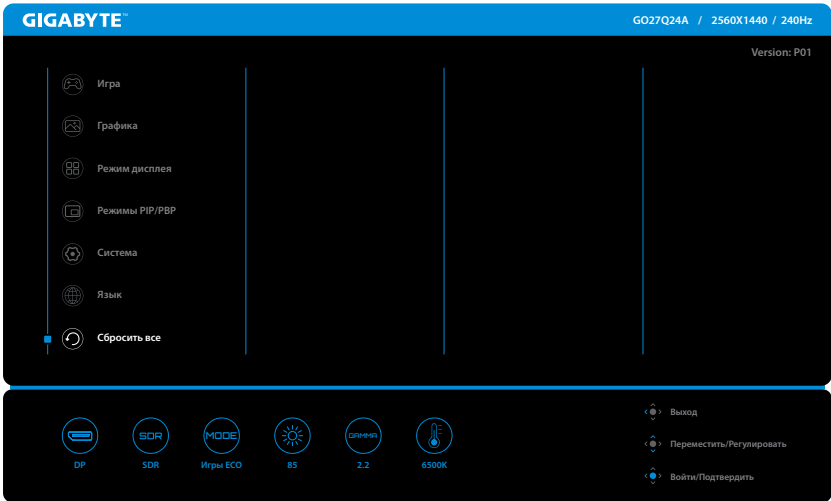 GIGABYTE™
GO27Q24A / 2560X1440 / 240Hz
Version: P01
Игра
Графика
Режим дисплея
Режимы PIP/PBP
Система
Язык
Сбросить все
SDR
MODE
GAMMA
DP
SDR
Игры ECO
85
2.2
6500K
Выход
Переместить/Регулировать
Войти/Подтвердить